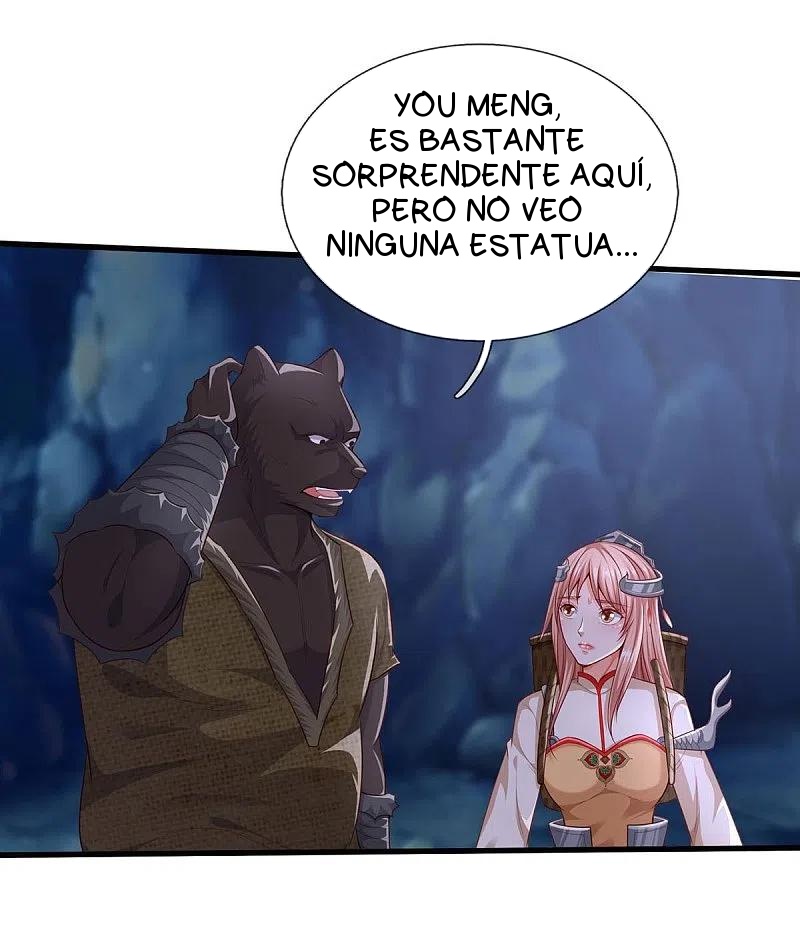 YOU MENG,
ES BASTANTE
SORPRENDENTE AQUÍ,
PERO NO VEO
NINGUNA ESTATUA...